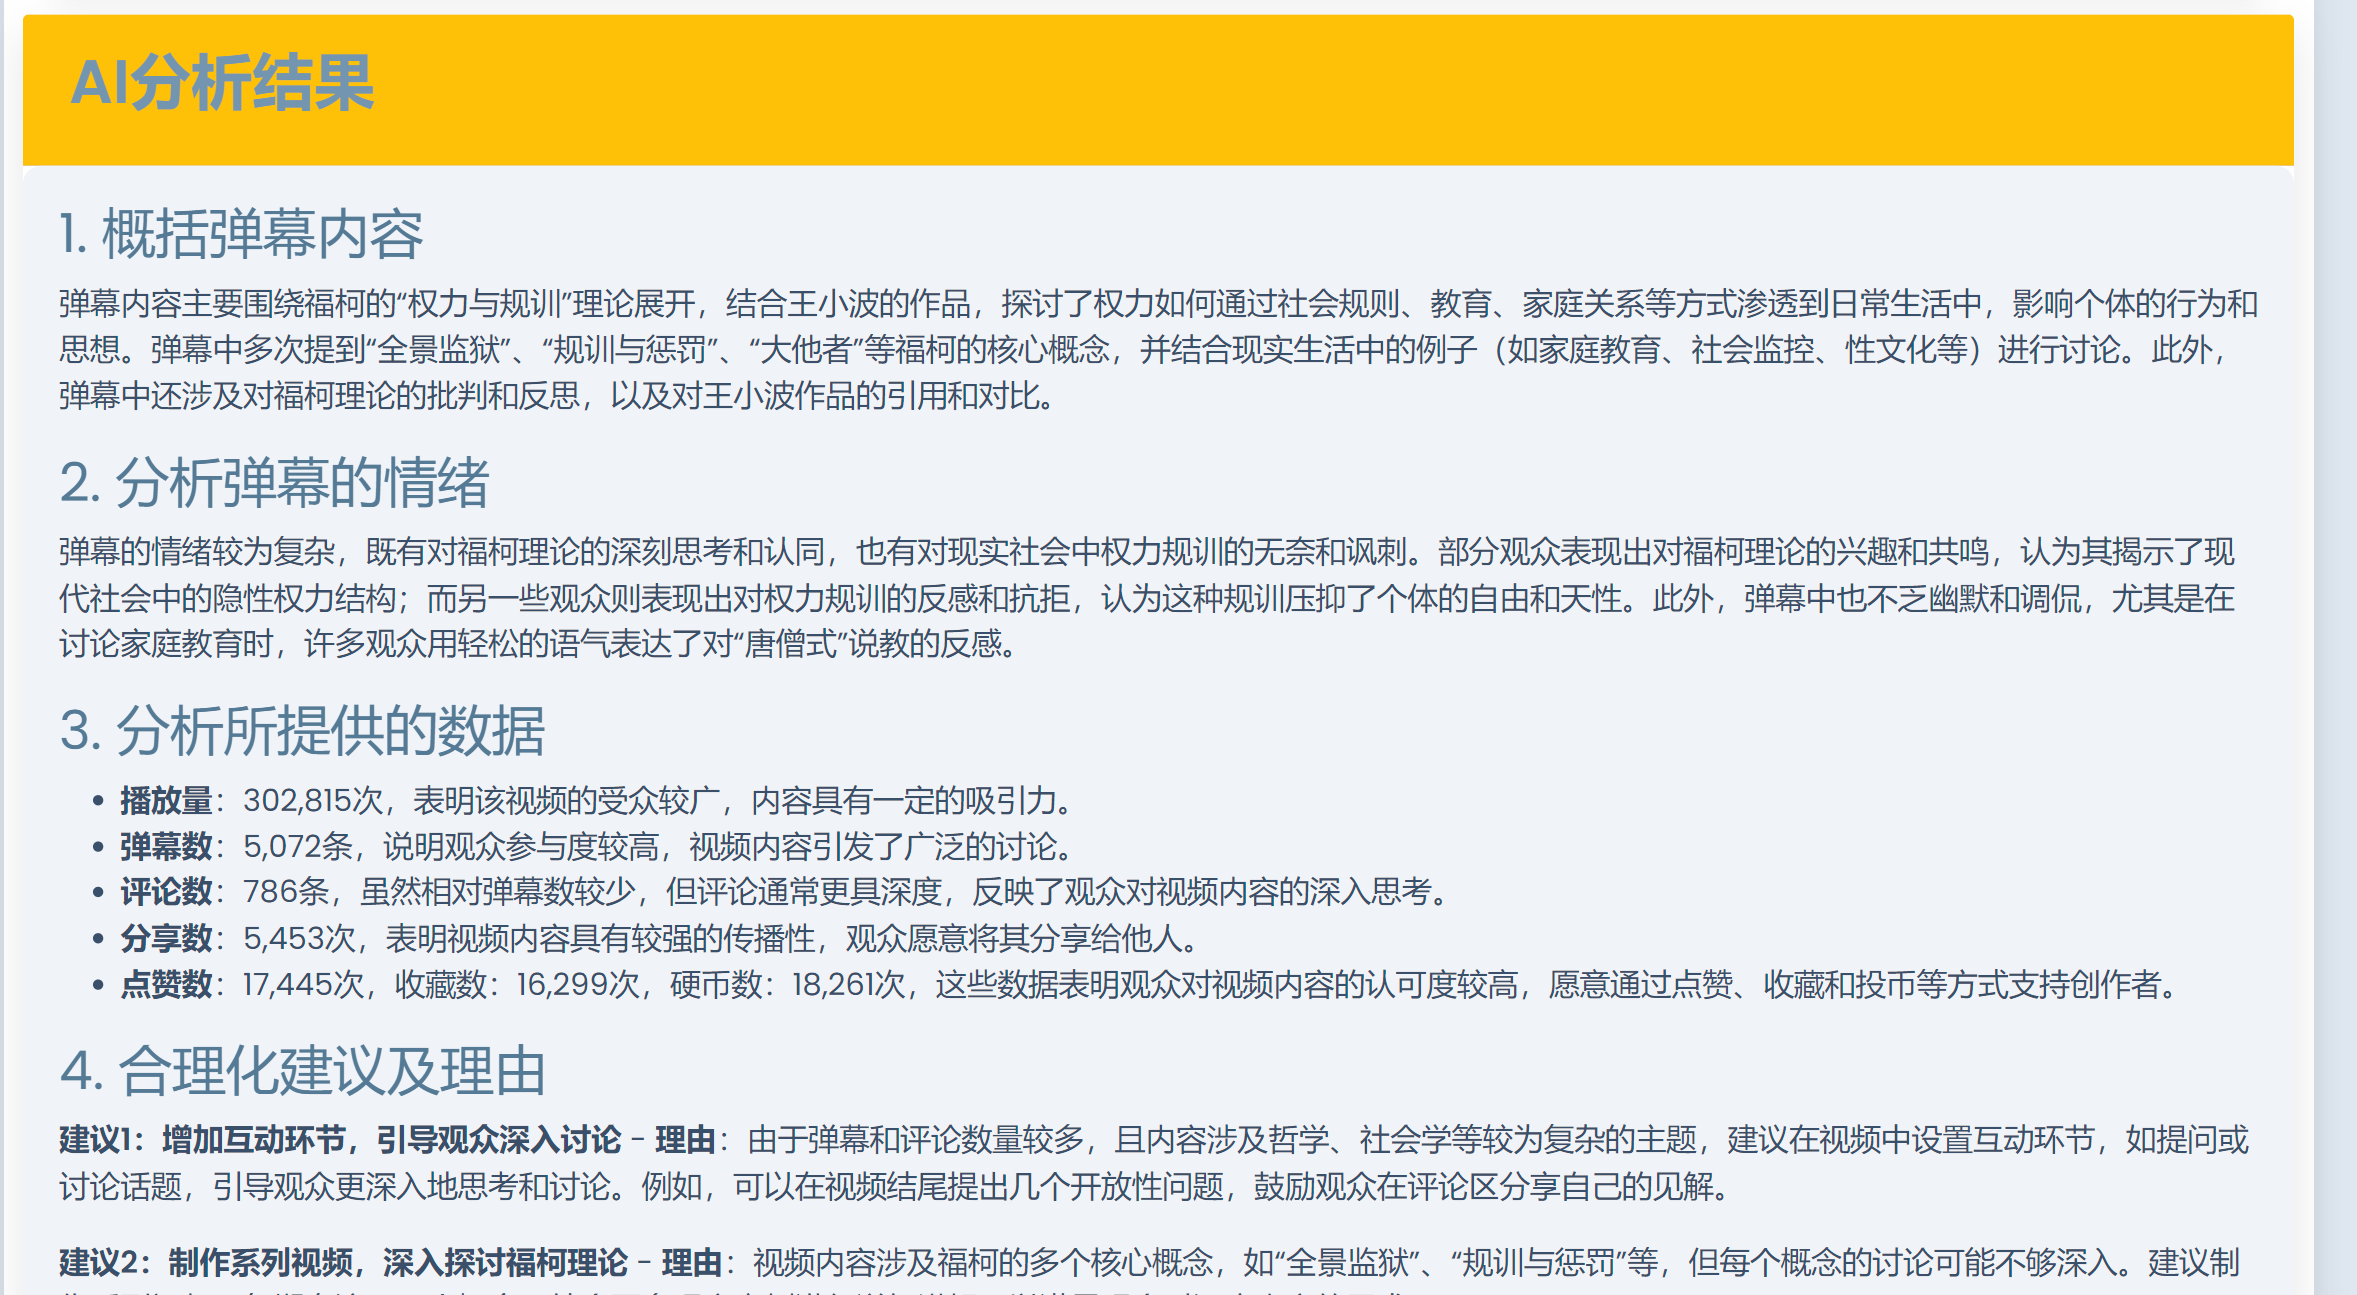 AI分析结果
1. 概括弹幕内容
弹幕内容主要围绕福柯的“权力与规训”理论展开，结合王小波的作品，探讨了权力如何通过社会规则、教育、家庭关系等方式渗透到日常生活中，影响个体的行为和
思想。弹幕中多次提到“全景监狱”、“规训与惩罚”、“大他者”等福柯的核心概念，并结合现实生活中的例子（如家庭教育、社会监控、性文化等）进行讨论。此外，
弹幕中还涉及对福柯理论的批判和反思，以及对王小波作品的引用和对比。
2. 分析弹幕的情绪
弹幕的情绪较为复杂，既有对福柯理论的深刻思考和认同，也有对现实社会中权力规训的无奈和讽刺。部分观众表现出对福柯理论的兴趣和共鸣，认为其揭示了现
代社会中的隐性权力结构；而另一些观众则表现出对权力规训的反感和抗拒，认为这种规训压抑了个体的自由和天性。此外，弹幕中也不乏幽默和调侃，尤其是在
讨论家庭教育时，许多观众用轻松的语气表达了对“唐僧式”说教的反感。
3. 分析所提供的数据
• 播放量：302,815次，表明该视频的受众较广，内容具有一定的吸引力。
• 弹幕数：5,072条，说明观众参与度较高，视频内容引发了广泛的讨论。
• 评论数：786条，虽然相对弹幕数较少，但评论通常更具深度，反映了观众对视频内容的深入思考。
• 分享数：5,453次，表明视频内容具有较强的传播性，观众愿意将其分享给他人。
• 点赞数：17,445次，收藏数：16,299次，硬币数：18,261次，这些数据表明观众对视频内容的认可度较高，愿意通过点赞、收藏和投币等方式支持创作者。
4. 合理化建议及理由
建议1：增加互动环节，引导观众深入讨论 - 理由：由于弹幕和评论数量较多，且内容涉及哲学、社会学等较为复杂的主题，建议在视频中设置互动环节，如提问或
讨论话题，引导观众更深入地思考和讨论。例如，可以在视频结尾提出几个开放性问题，鼓励观众在评论区分享自己的见解。
建议2：制作系列视频，深入探讨福柯理论 - 理由：视频内容涉及福柯的多个核心概念，如“全景监狱”、“规训与惩罚”等，但每个概念的讨论可能不够深入。建议制